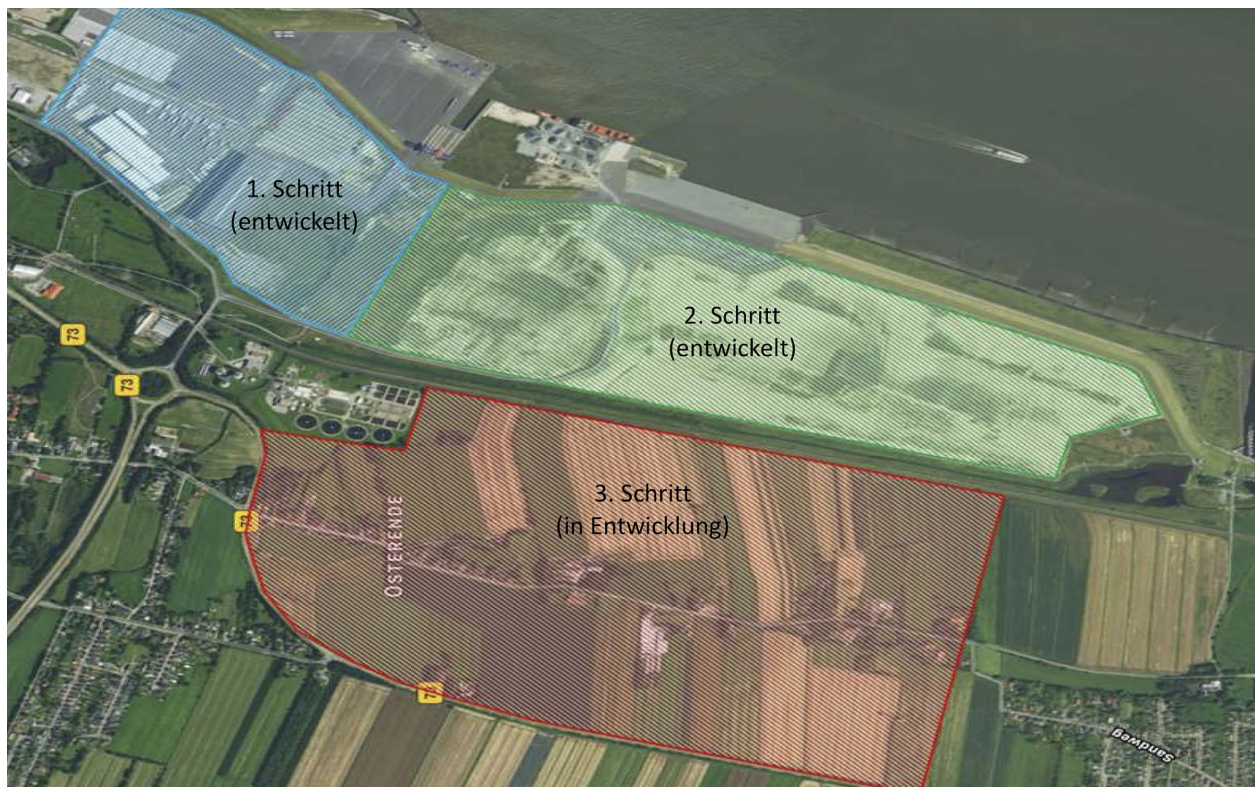 1. Schritt
(entwickelt)
2. Schritt
(entwickelt)
73
73
3. Schritt
(in Entwicklung)
73
OSTERENDE
73
Sandweg